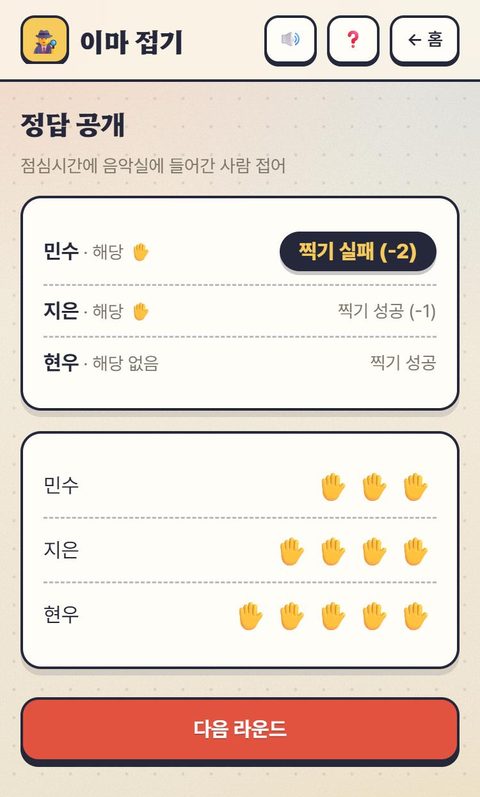 이마 접기
← 홈
정답 공개
점심시간에 음악실에 들어간 사람 접어
민수 · 해당 찍기 실패 (-2)
지은 · 해당 찍기 성공 (-1)
현우 · 해당 없음 찍기 성공
민수
지은
현우
다음 라운드